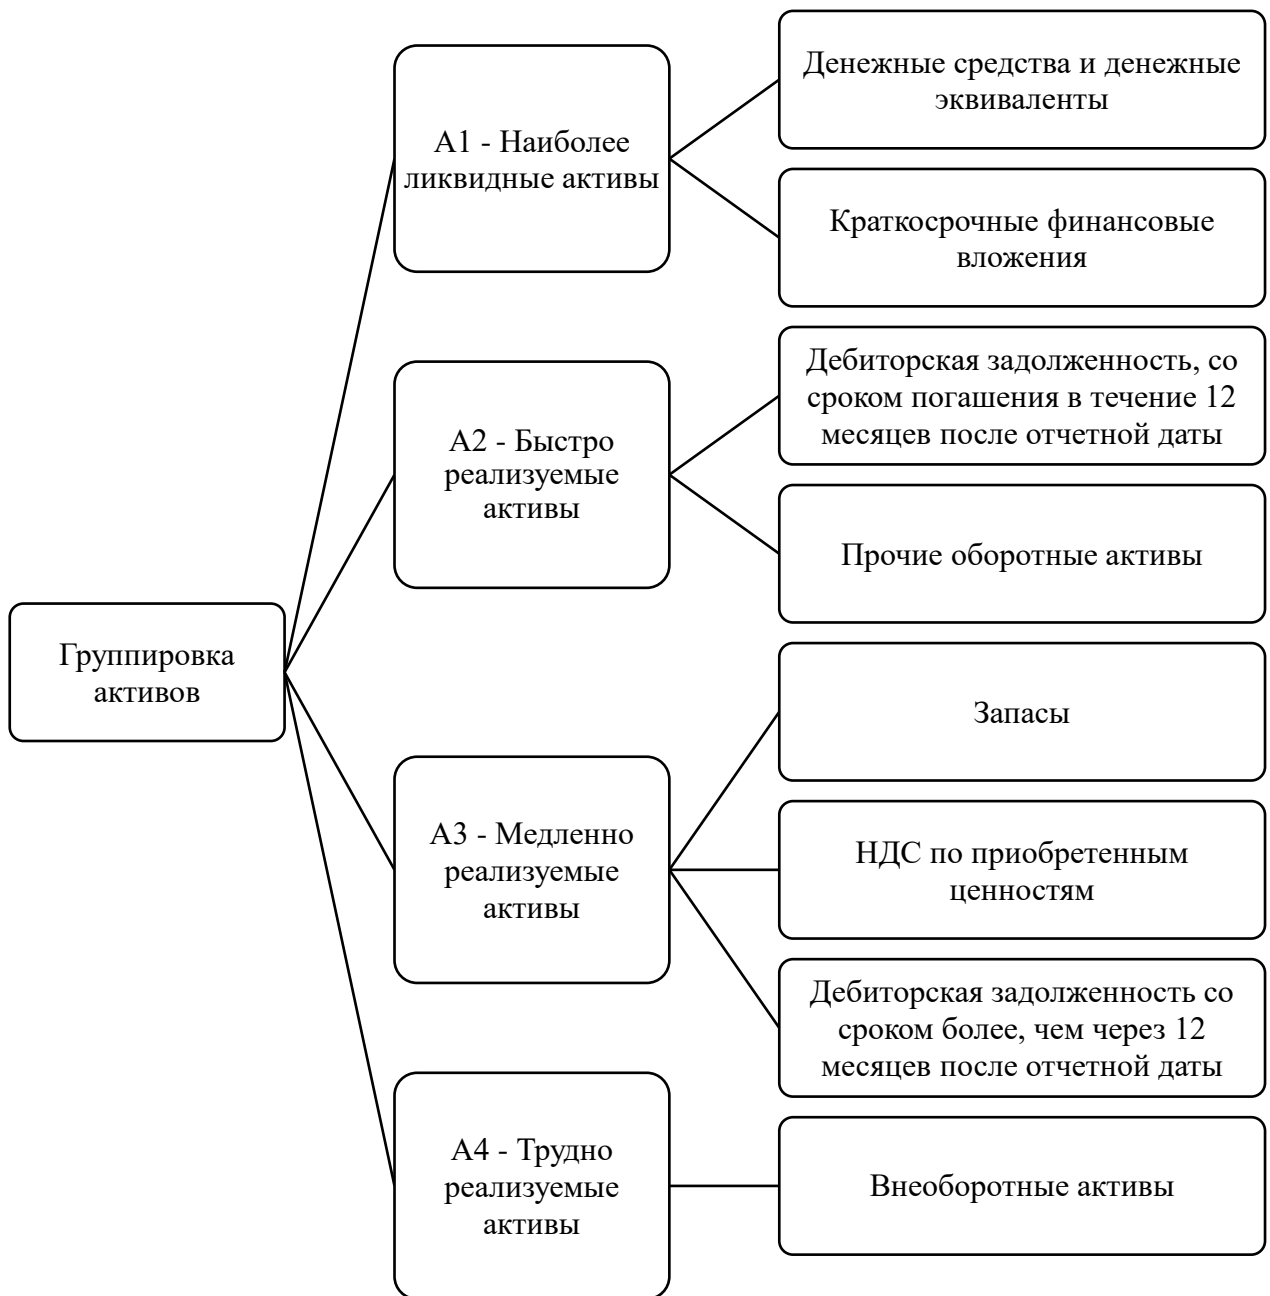 Группировка
активов
А1 - Наиболее
ликвидные активы
Денежные средства и денежные
эквиваленты
Краткосрочные финансовые
вложения
А2 - Быстро
реализуемые
активы
Дебиторская задолженность, со
сроком погашения в течение 12
месяцев после отчетной даты
Прочие оборотные активы
А3 - Медленно
реализуемые
активы
Запасы
НДС по приобретенным
ценностям
Дебиторская задолженность со
сроком более, чем через 12
месяцев после отчетной даты
А4 - Трудно
реализуемые
активы
Внеоборотные активы